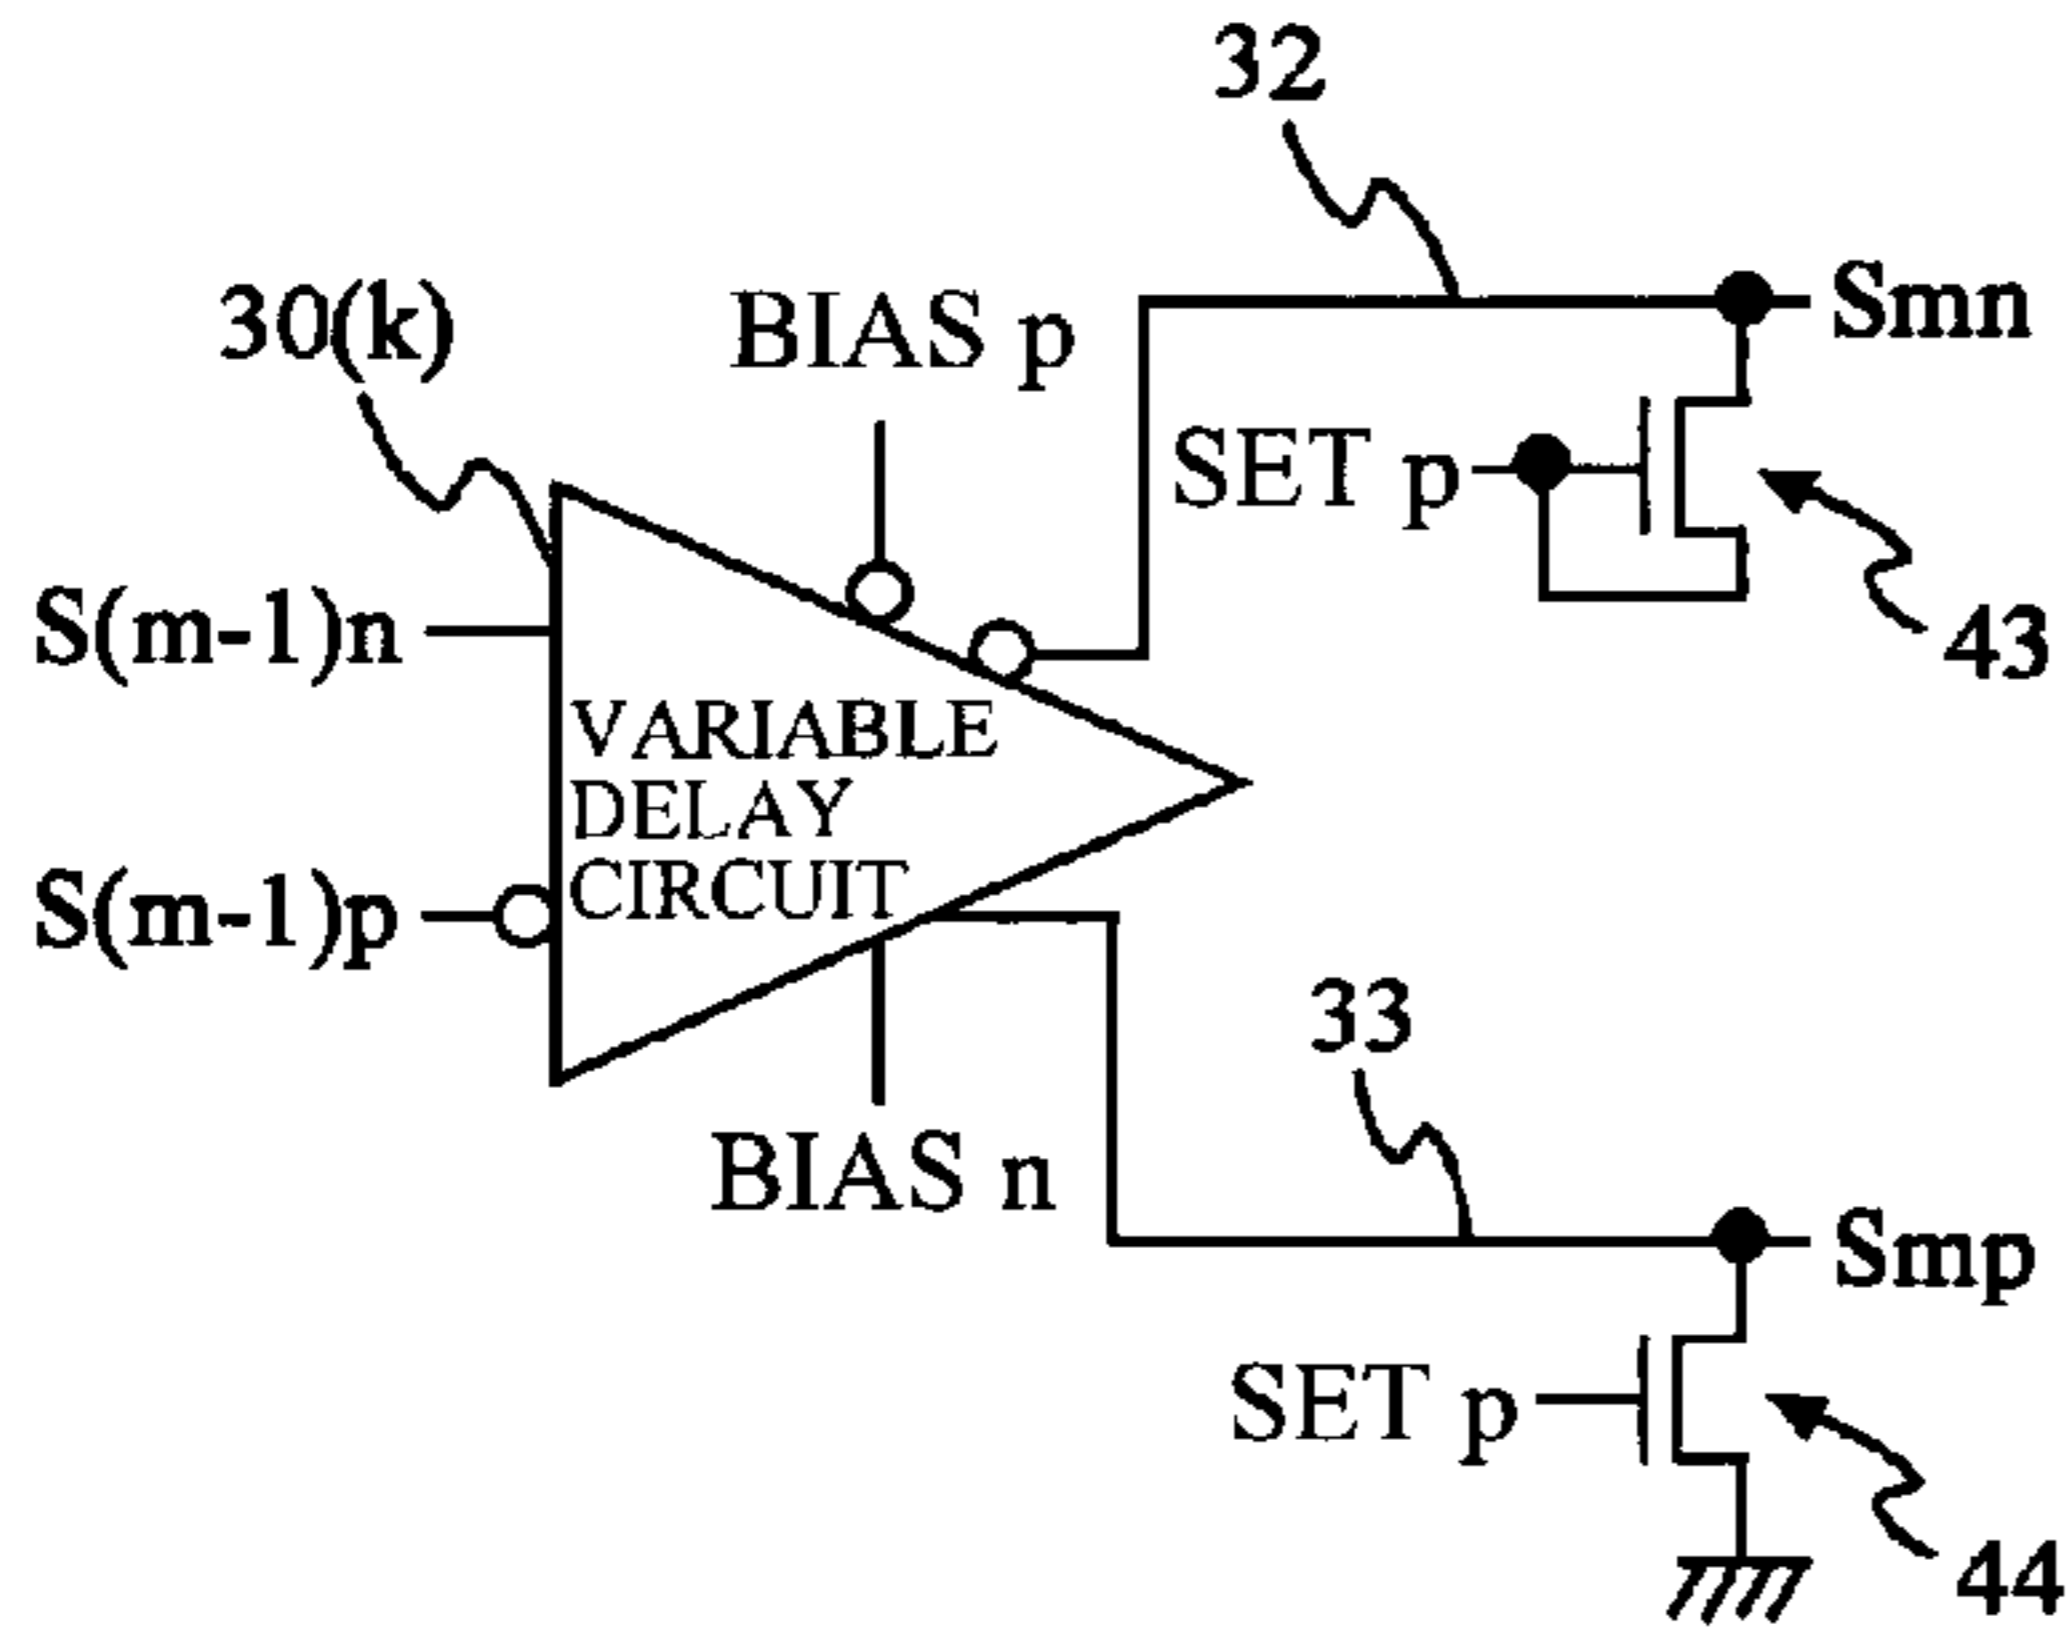 32
30(k)
BIAS p
Smn
SET p
43
S(m-1)n
VARIABLE
DELAY
CIRCUIT
S(m-1)p
33
BIAS n
Smp
SET p
44